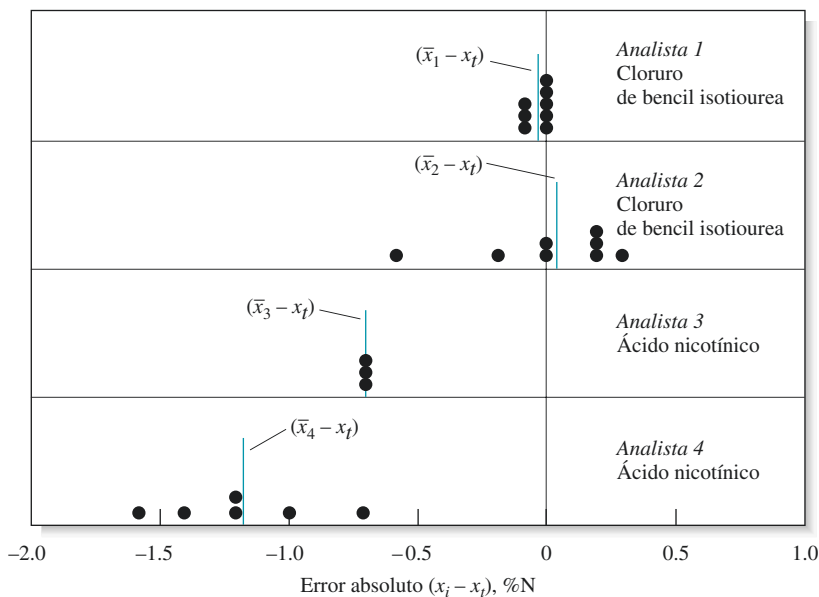 (x̄₁ – xₜ)
Analista 1
Cloruro
de bencil isotiourea
(x̄₂ – xₜ)
Analista 2
Cloruro
de bencil isotiourea
(x̄₃ – xₜ)
Analista 3
Ácido nicotínico
(x̄₄ – xₜ)
Analista 4
Ácido nicotínico
–2.0 –1.5 –1.0 –0.5 0 0.5 1.0
Error absoluto (xᵢ – xₜ), %N